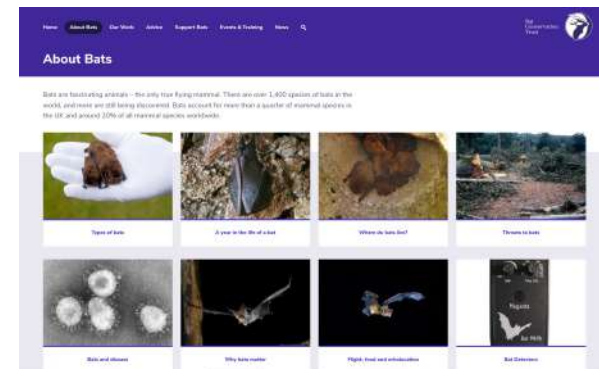 Home About Bats Our Work Advice Support Bats Events & Training News
Bat
Conservation
Trust
About Bats
Bats are fascinating animals – the only true flying mammal. There are over 1,400 species of bats in the
world, and more are still being discovered. Bats account for more than a quarter of mammal species in
the UK and around 20% of all mammal species worldwide.
Types of bats
A year in the life of a bat
Where do bats live?
Threats to bats
Magenta
Bats and disease
Why bats matter
Flight, food and echolocation
Bat Detectors